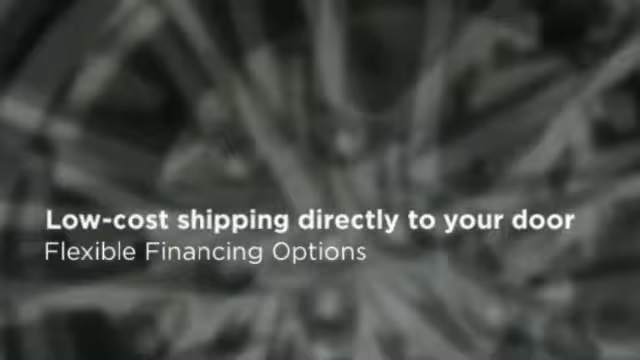 Low-cost shipping directly to your door
Flexible Financing Options